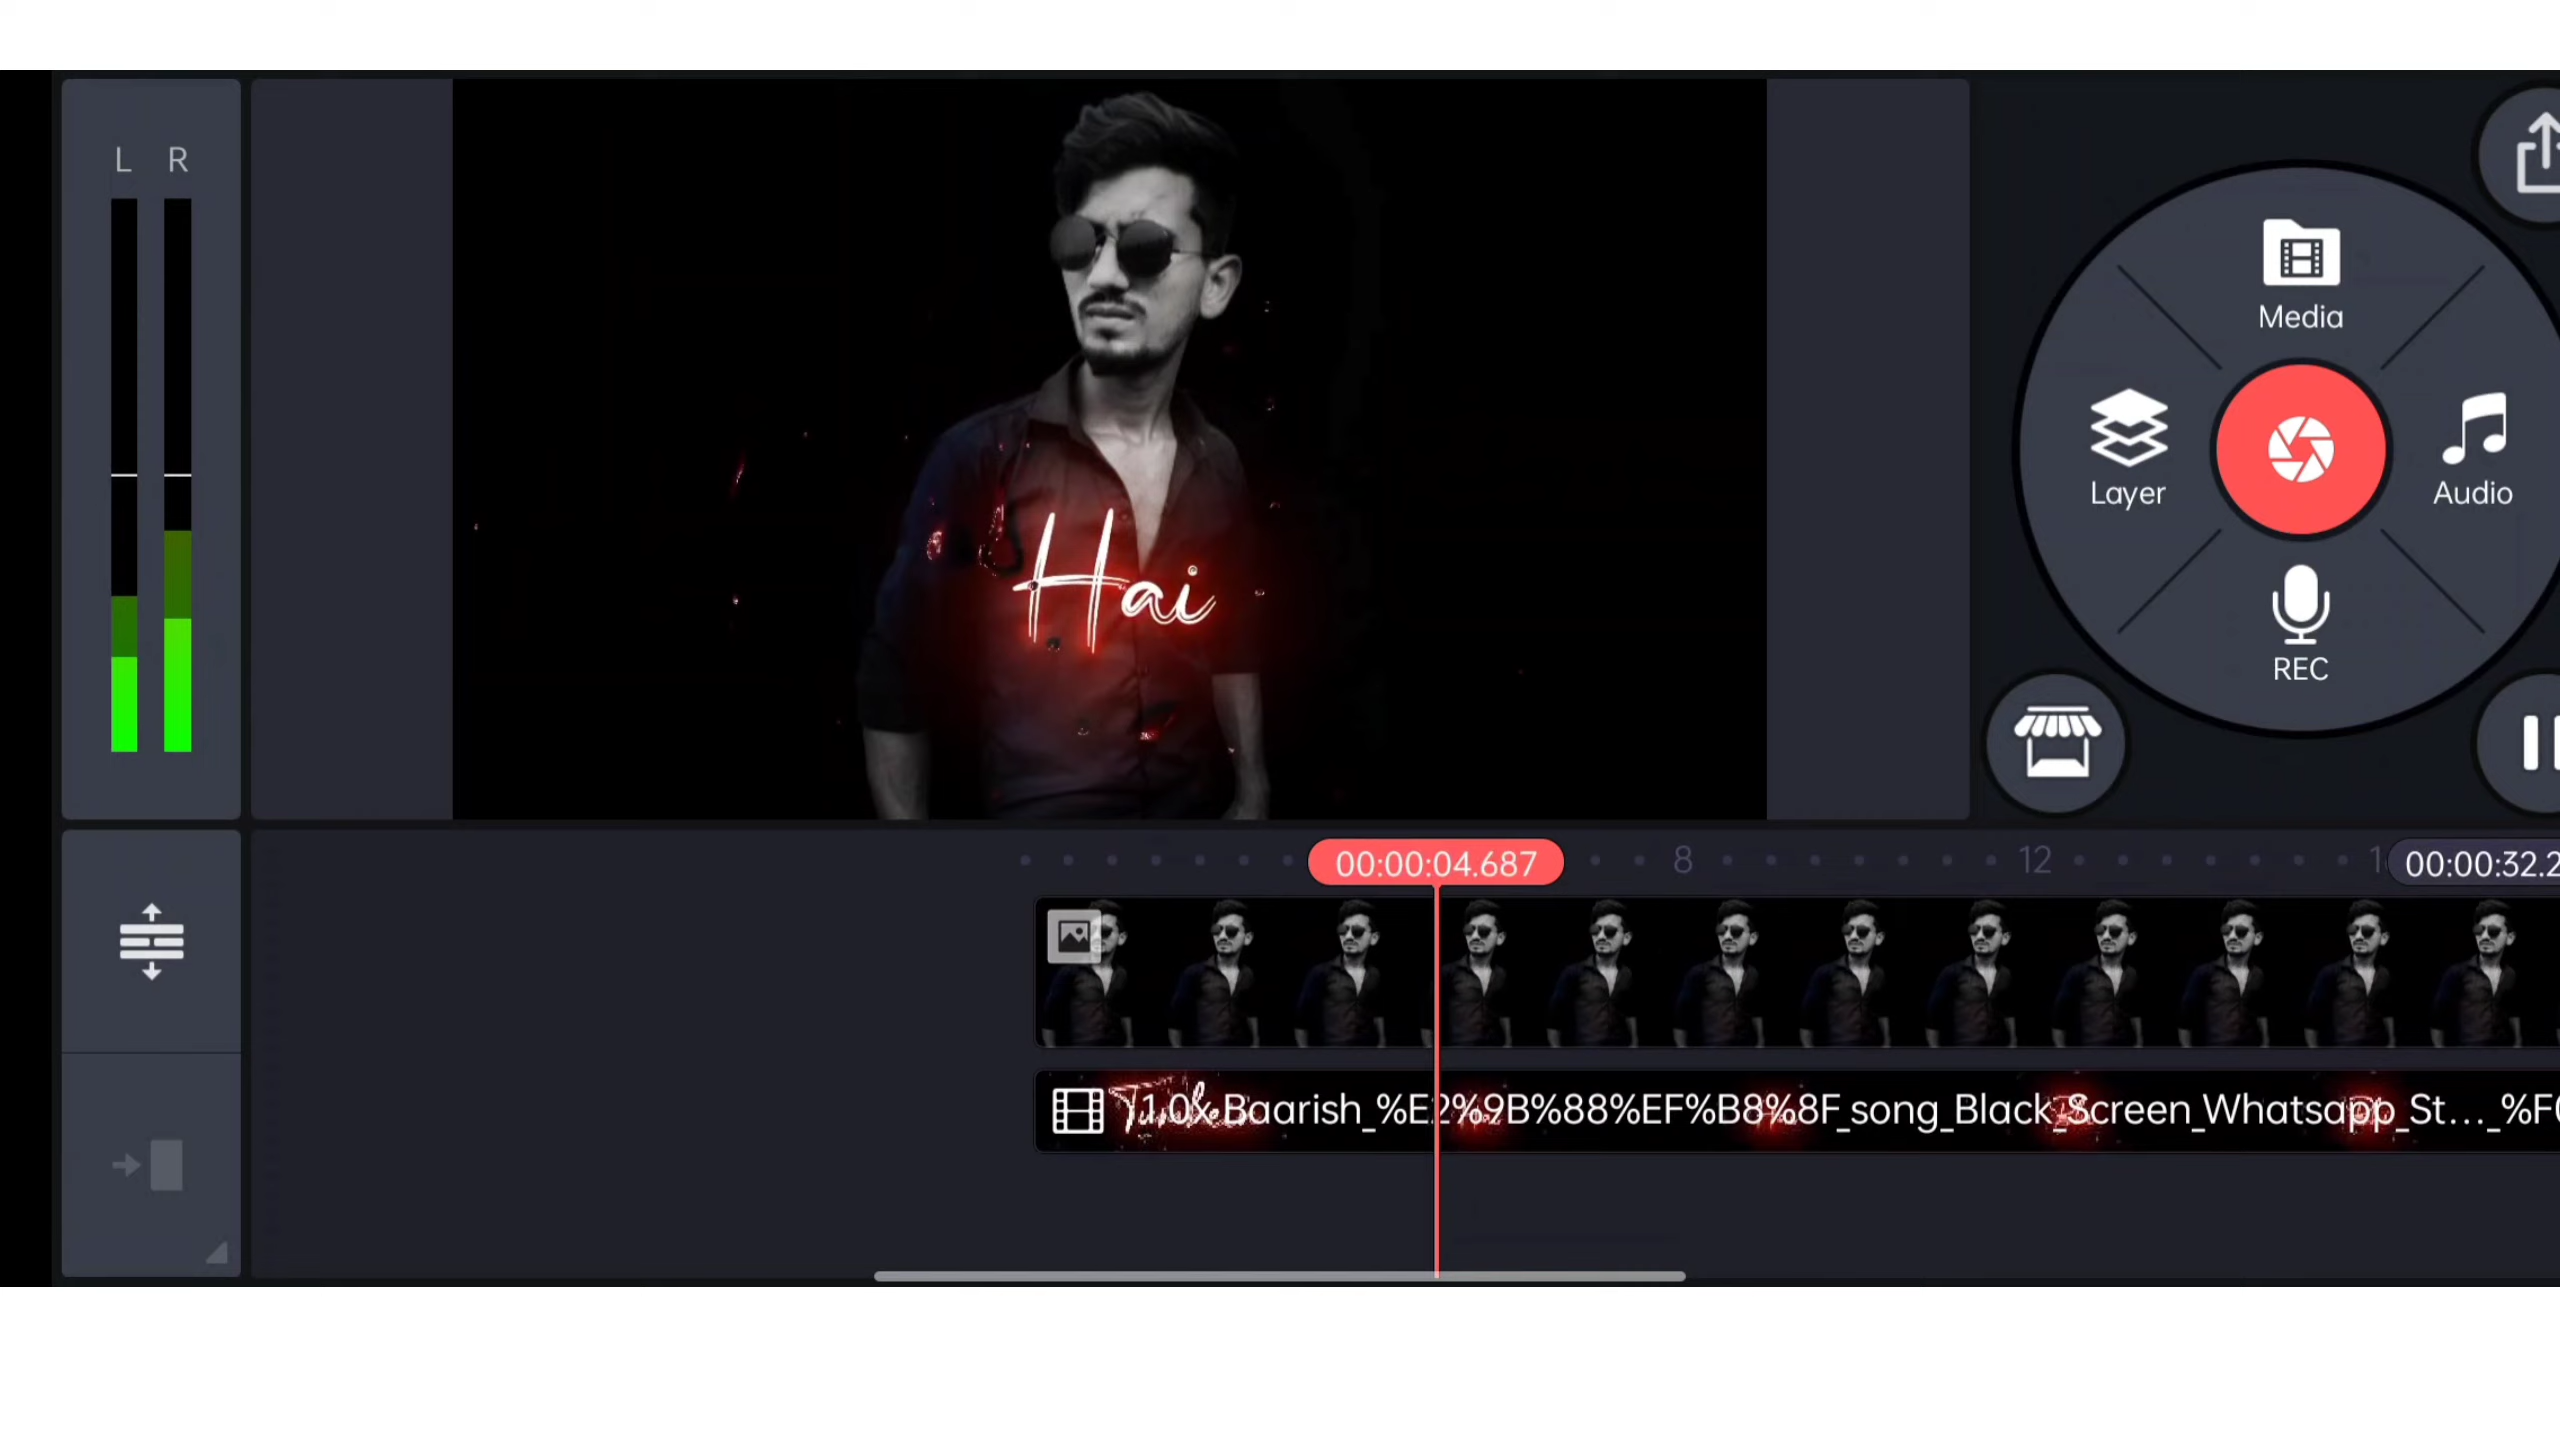 L R
Media
Layer
Audio
REC
Hai
00:00:04.687
8
12
00:00:32.2
1.0x Baarish_%E2%9B%88%EF%B8%8F_song_Black_Screen_Whatsapp_St..._%F0